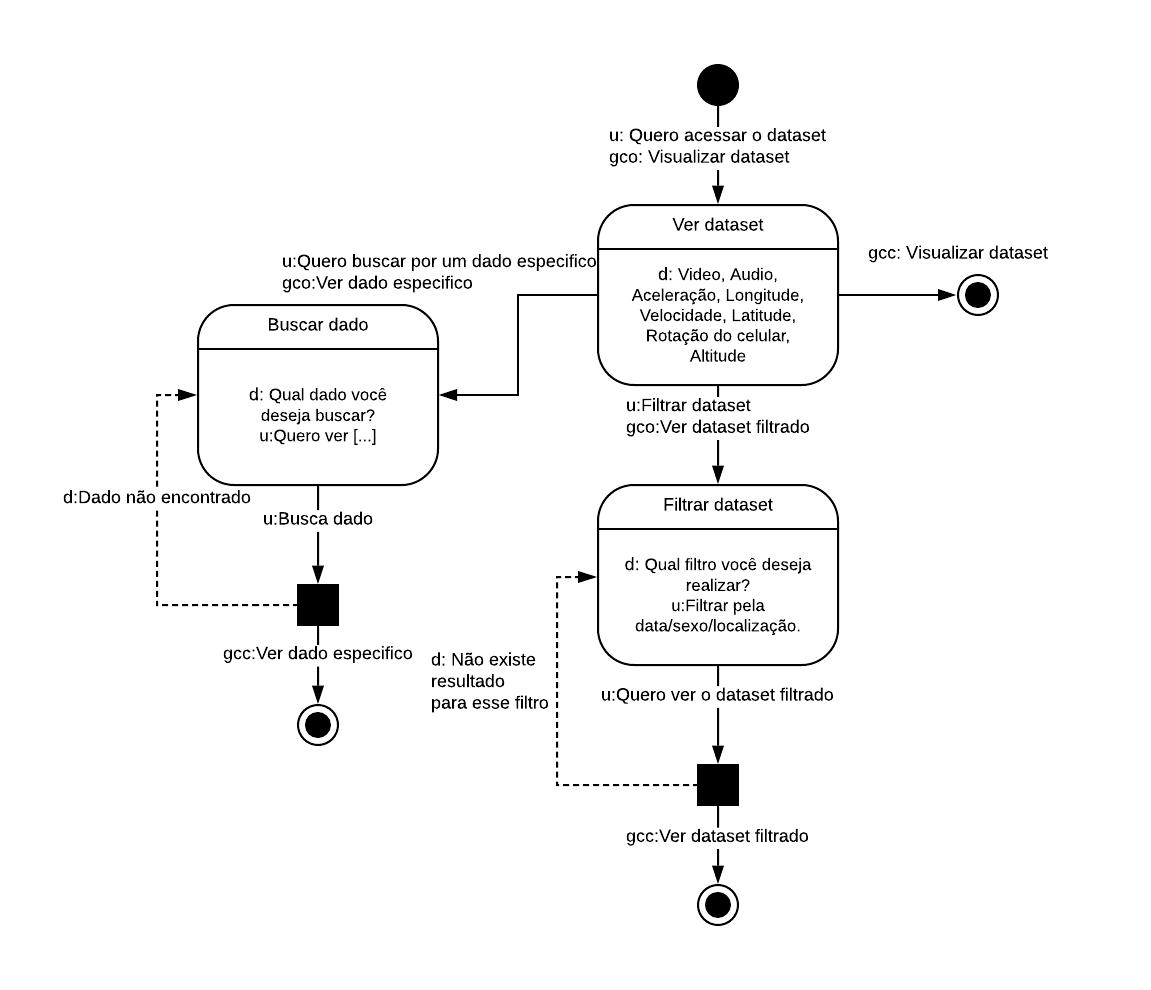 u: Quero acessar o dataset
gco: Visualizar dataset
Ver dataset
d: Video, Audio,
Aceleração, Longitude,
Velocidade, Latitude,
Rotação do celular,
Altitude
gcc: Visualizar dataset
u:Quero buscar por um dado especifico
gco:Ver dado especifico
Buscar dado
d: Qual dado você
deseja buscar?
u:Quero ver [...]
d:Dado não encontrado
u:Busca dado
gcc:Ver dado especifico
u:Filtrar dataset
gco:Ver dataset filtrado
Filtrar dataset
d: Qual filtro você deseja
realizar?
u:Filtrar pela
data/sexo/localização.
d: Não existe
resultado
para esse filtro
u:Quero ver o dataset filtrado
gcc:Ver dataset filtrado